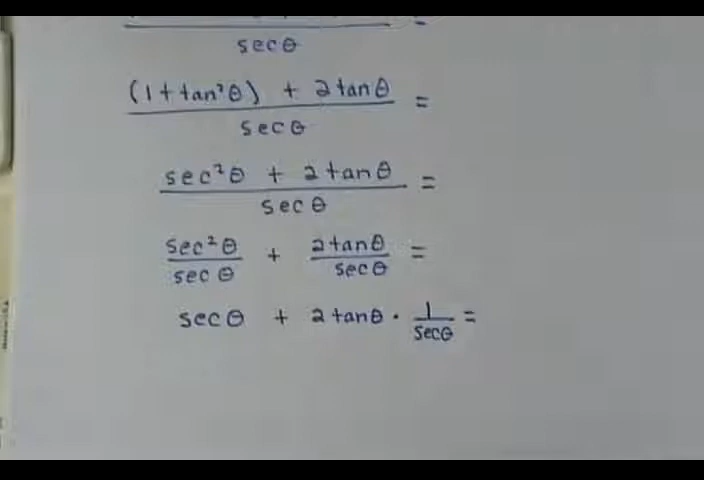 secθ =
(1 + tan²θ) + 2tanθ / secθ =
sec²θ + 2tanθ / secθ =
sec²θ / secθ + 2tanθ / secθ =
secθ + 2tanθ · 1 / secθ =